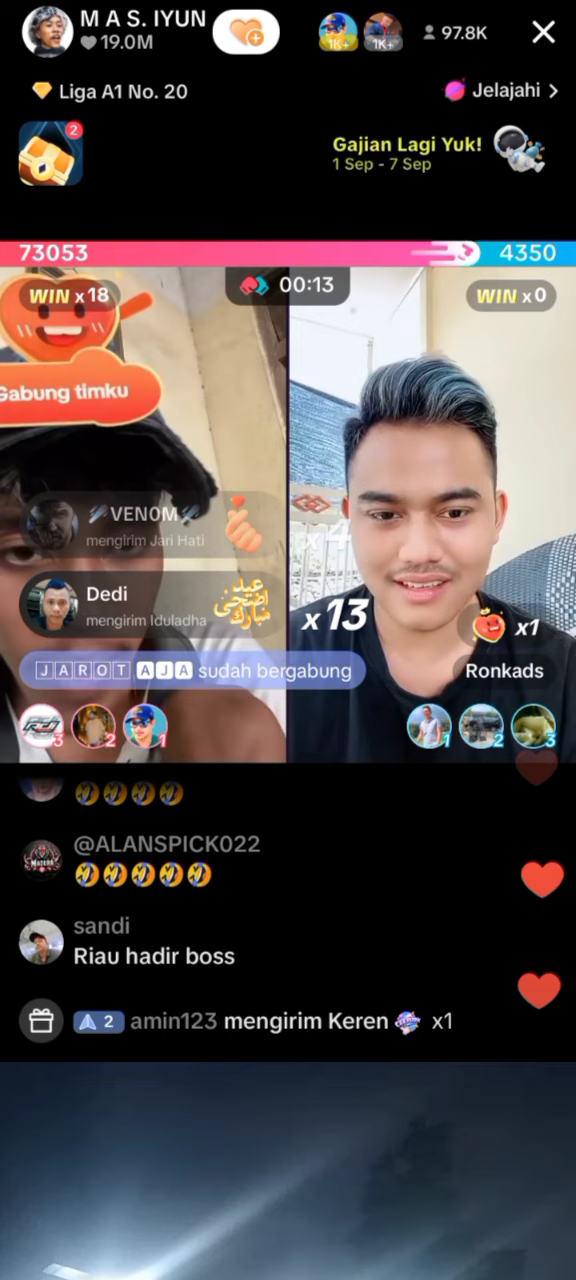 M A S. IYUN
19.0M
1K+
1K+
97.8K
Liga A1 No. 20
Jelajahi >
2
Gajian Lagi Yuk!
1 Sep - 7 Sep
73053
4350
WIN x18
00:13
WIN x0
Gabung timku
VENOM
mengirim Jari Hati
x 4
Dedi
mengirim Iduladha
عيد
اضحى
مبارك
x 13
x1
JAROT AJA sudah bergabung
Ronkads
3
2
1
1
2
3
@ALANSPICK022
sandi
Riau hadir boss
2 amin123 mengirim Keren x1